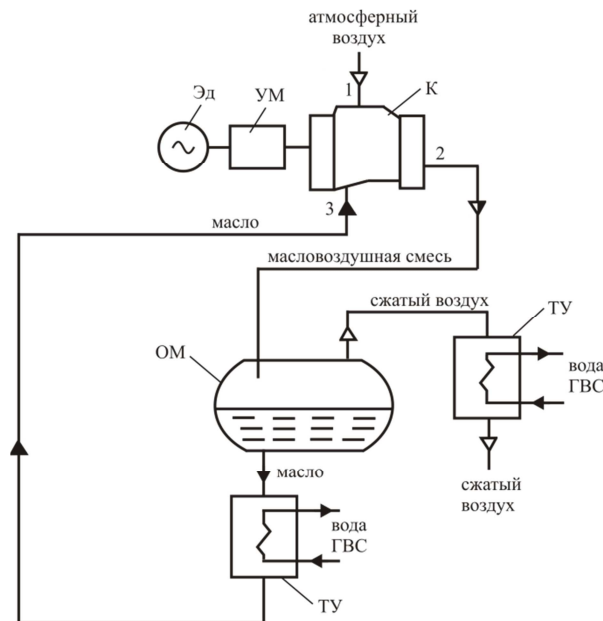 атмосферный
воздух
Эд
УМ
1
К
2
3
масло
масловоздушная смесь
сжатый воздух
ТУ
ОМ
вода
ГВС
масло
сжатый
воздух
вода
ГВС
ТУ